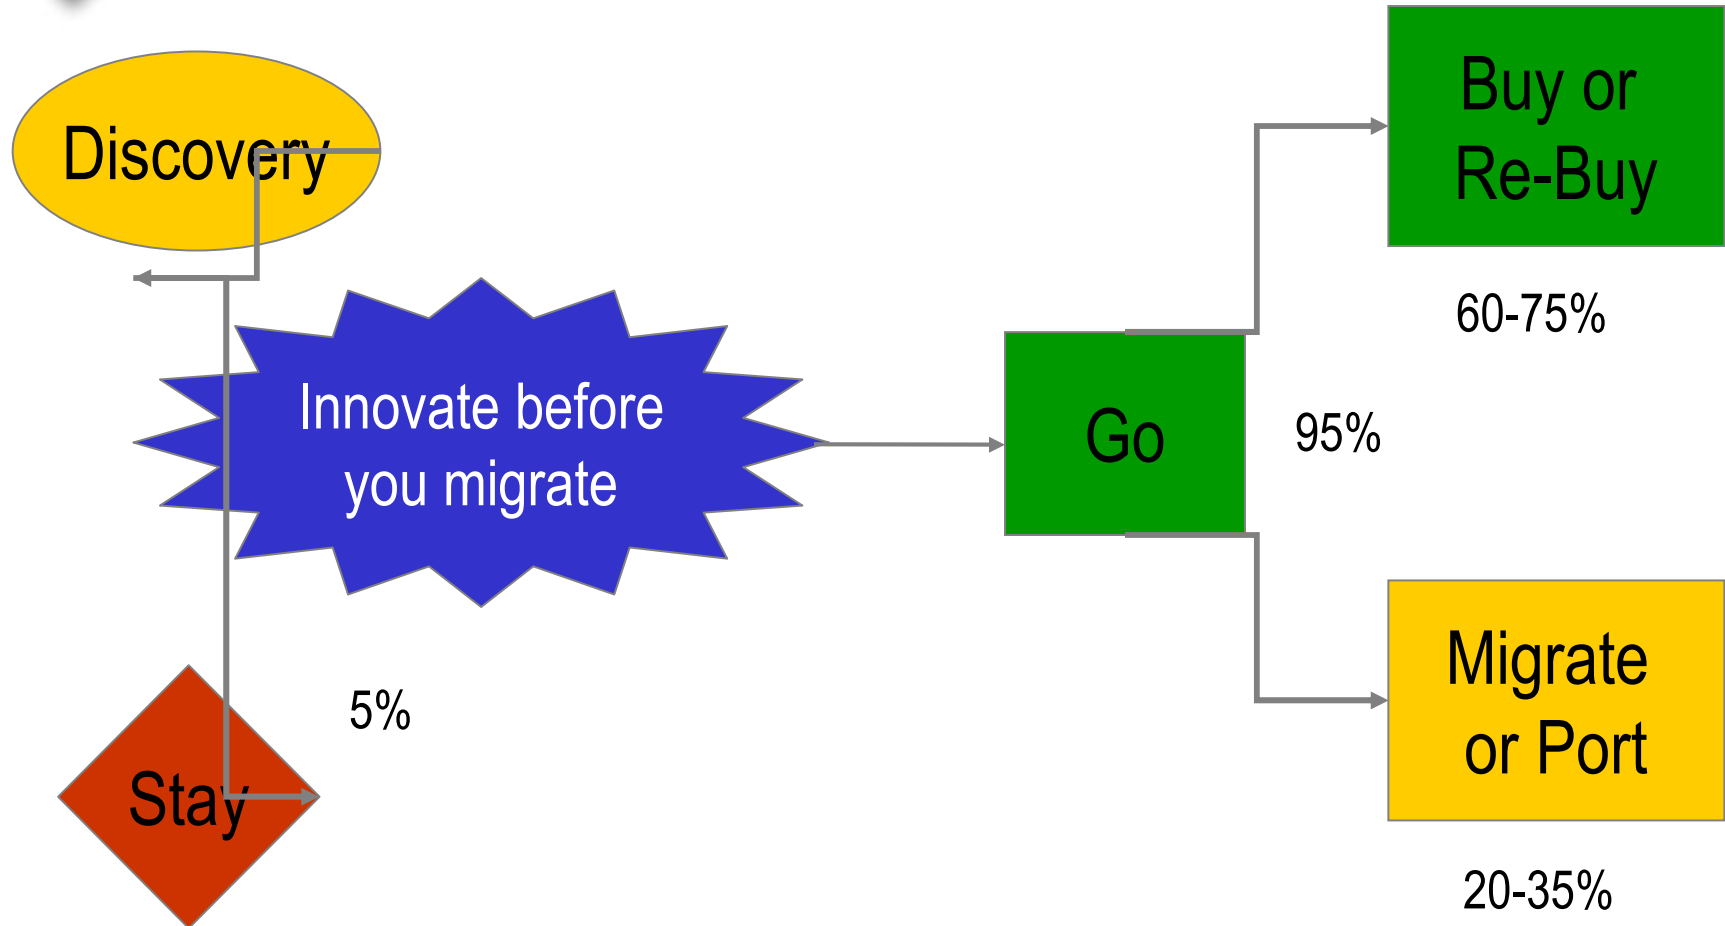 Discovery
Innovate before
you migrate
Stay
5%
Go
95%
Buy or
Re-Buy
60-75%
Migrate
or Port
20-35%